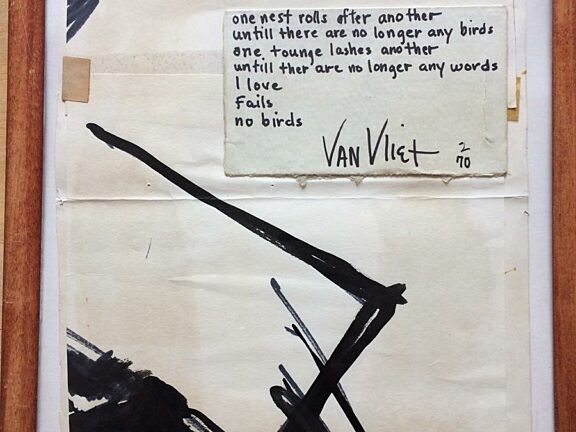 one nest rolls after another
untill there are no longer any birds
one tounge lashes another
untill ther are no longer any words
I love
Fails
no birds
VAN VLIET 2
70